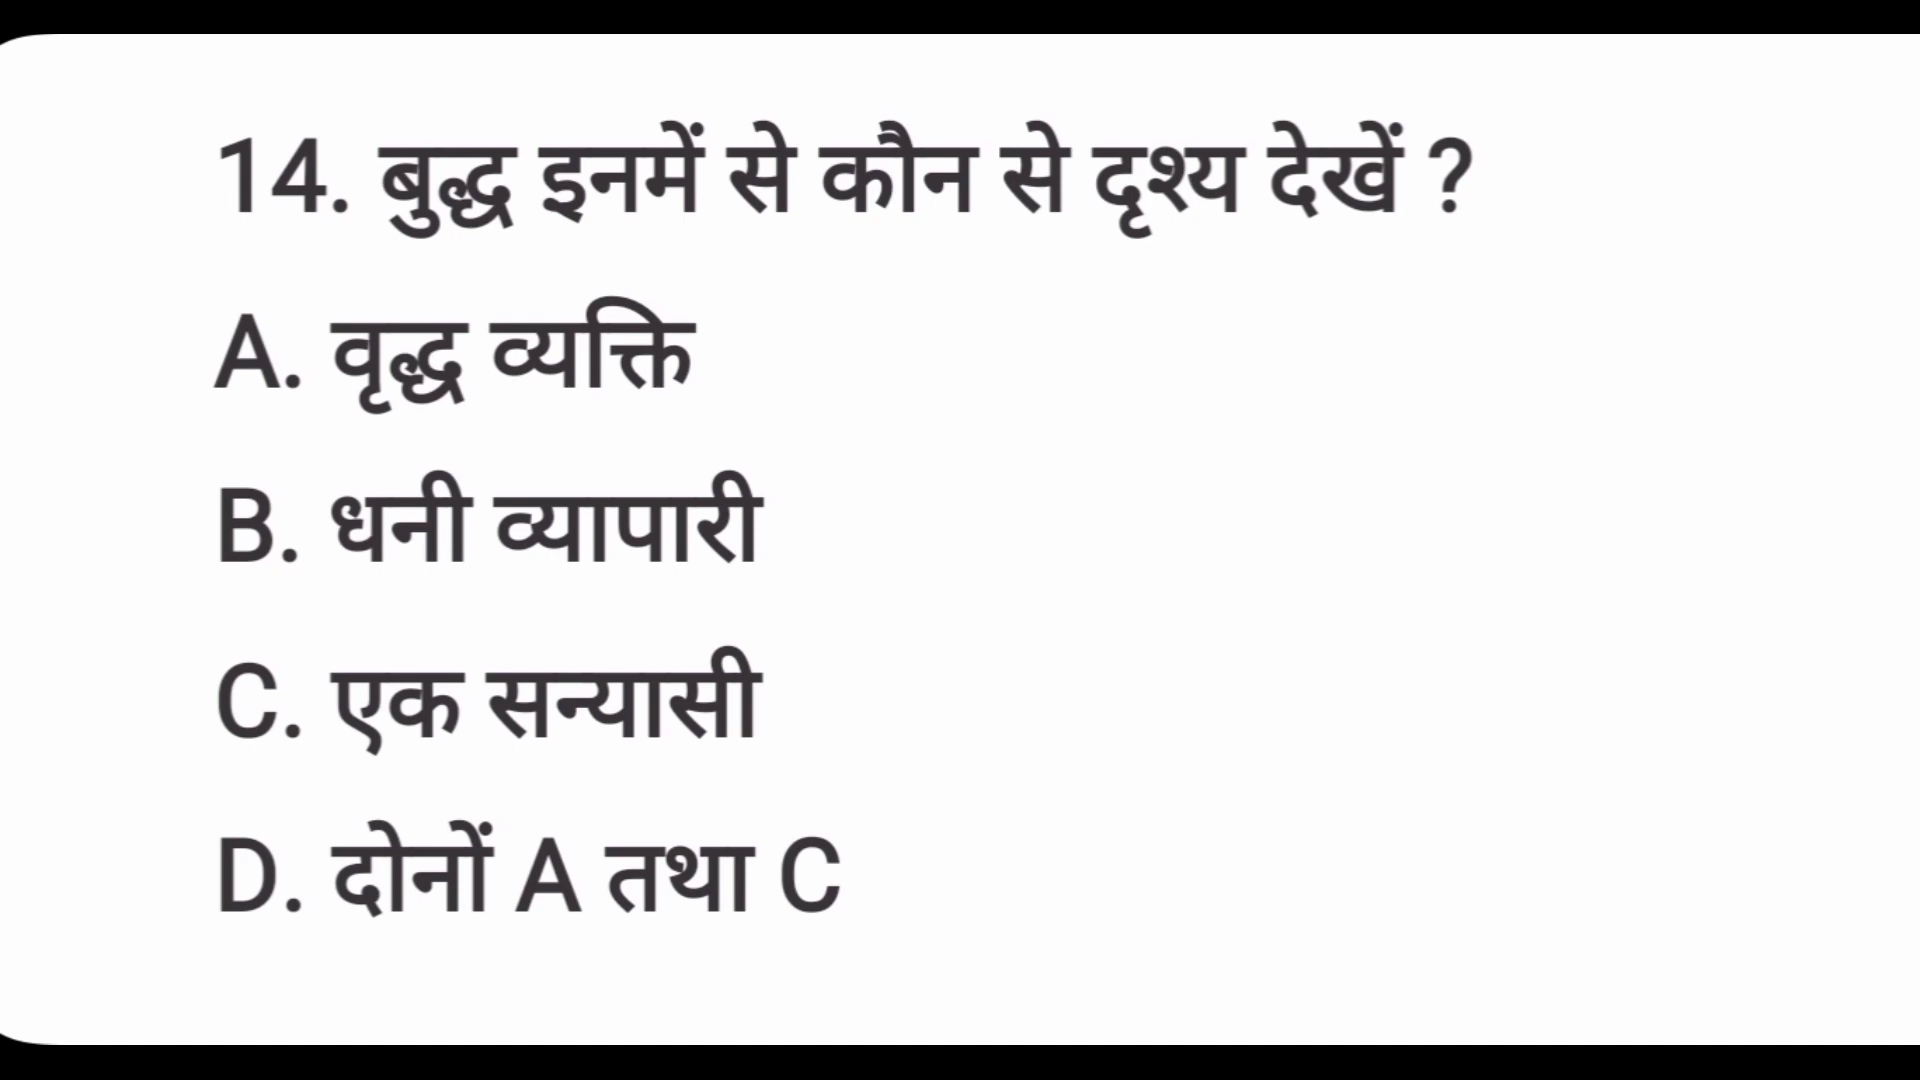 14. बुद्ध इनमें से कौन से दृश्य देखें ?
A. वृद्ध व्यक्ति
B. धनी व्यापारी
C. एक सन्यासी
D. दोनों A तथा C